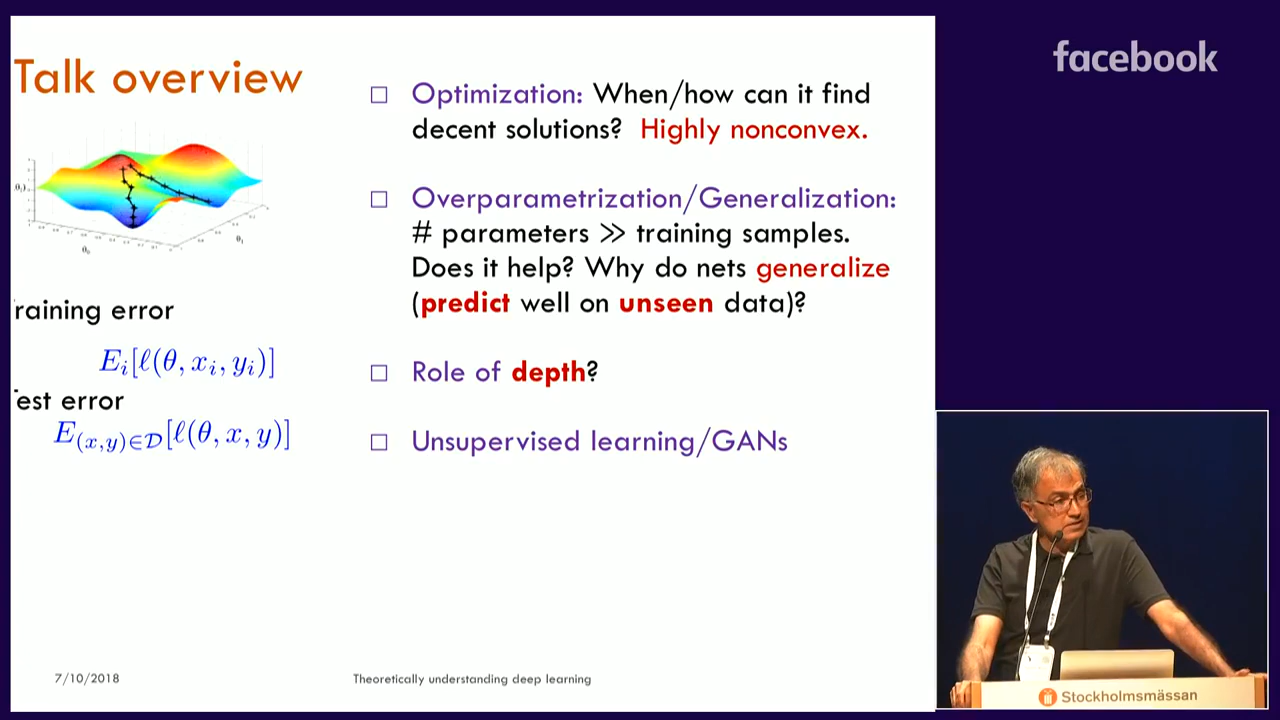 Talk overview
facebook
□ Optimization: When/how can it find
decent solutions? Highly nonconvex.
□ Overparametrization/Generalization:
# parameters ≫ training samples.
Does it help? Why do nets generalize
(predict well on unseen data)?
□ Role of depth?
□ Unsupervised learning/GANs
θ₀
θ₁
raining error
E_i[ℓ(θ, x_i, y_i)]
est error
E_{(x,y)∈𝒟}[ℓ(θ, x, y)]
7/10/2018
Theoretically understanding deep learning
Stockholmsmässan